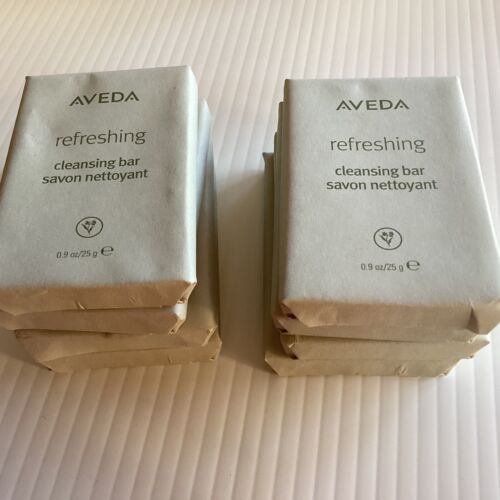 AVEDA
refreshing
cleansing bar
savon nettoyant
0.9 oz/25 g ℮
AVEDA
refreshing
cleansing bar
savon nettoyant
0.9 oz/25 g ℮